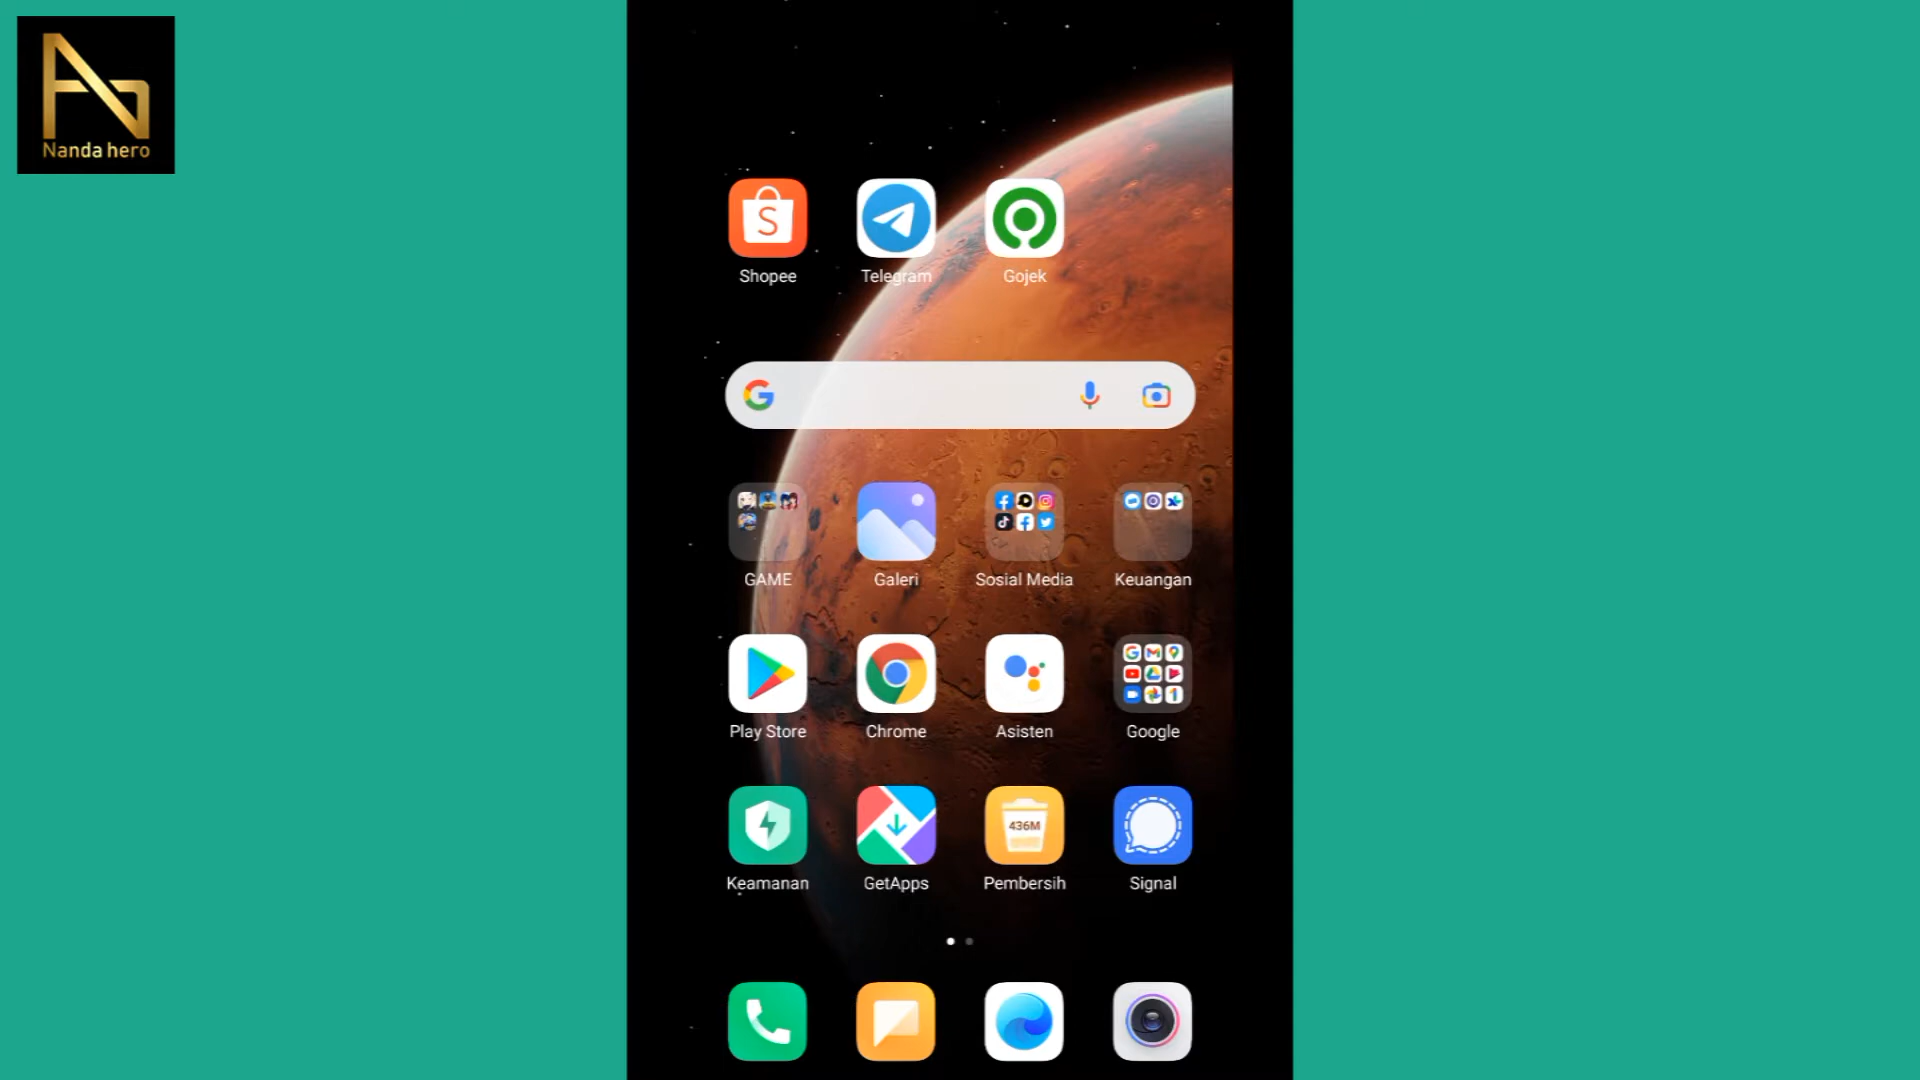 Nanda hero
S
Shopee
Telegram
Gojek
GAME
Galeri
Sosial Media
Keuangan
Play Store
Chrome
Asisten
Google
436M
Keamanan
GetApps
Pembersih
Signal